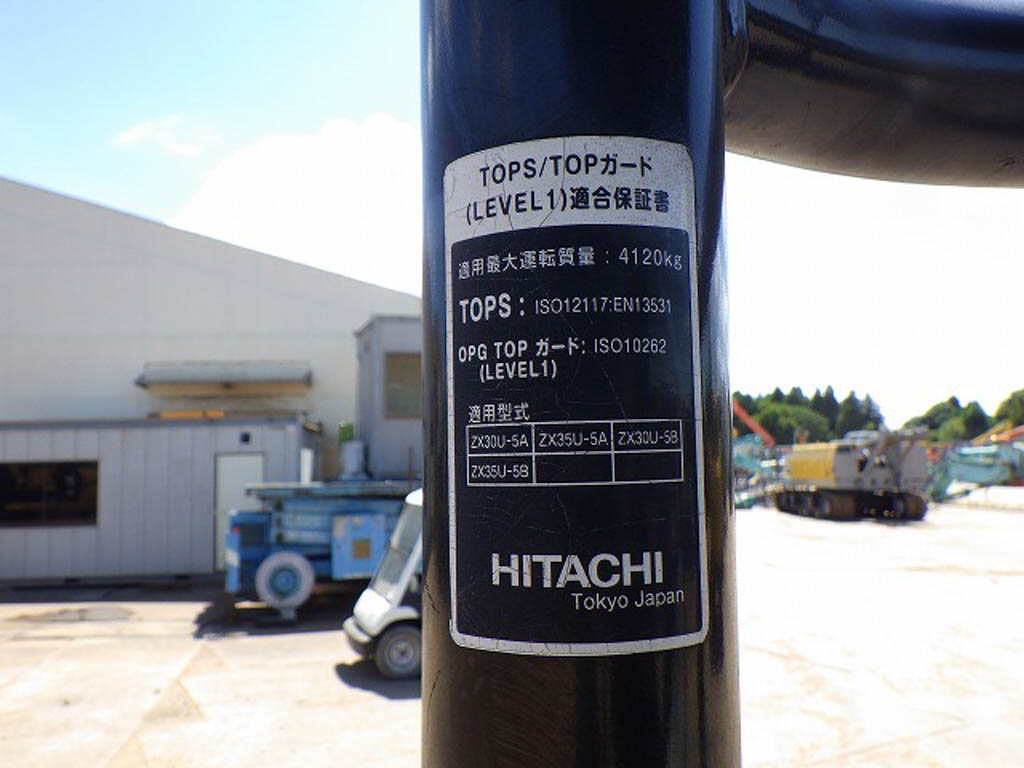 TOPS/TOPガード
(LEVEL1)適合保証書
適用最大運転質量 : 4120kg
TOPS : ISO12117:EN13531
OPG TOP ガード: ISO10262
(LEVEL1)
適用型式
ZX30U-5A ZX35U-5A ZX30U-5B
ZX35U-5B
HITACHI
Tokyo Japan